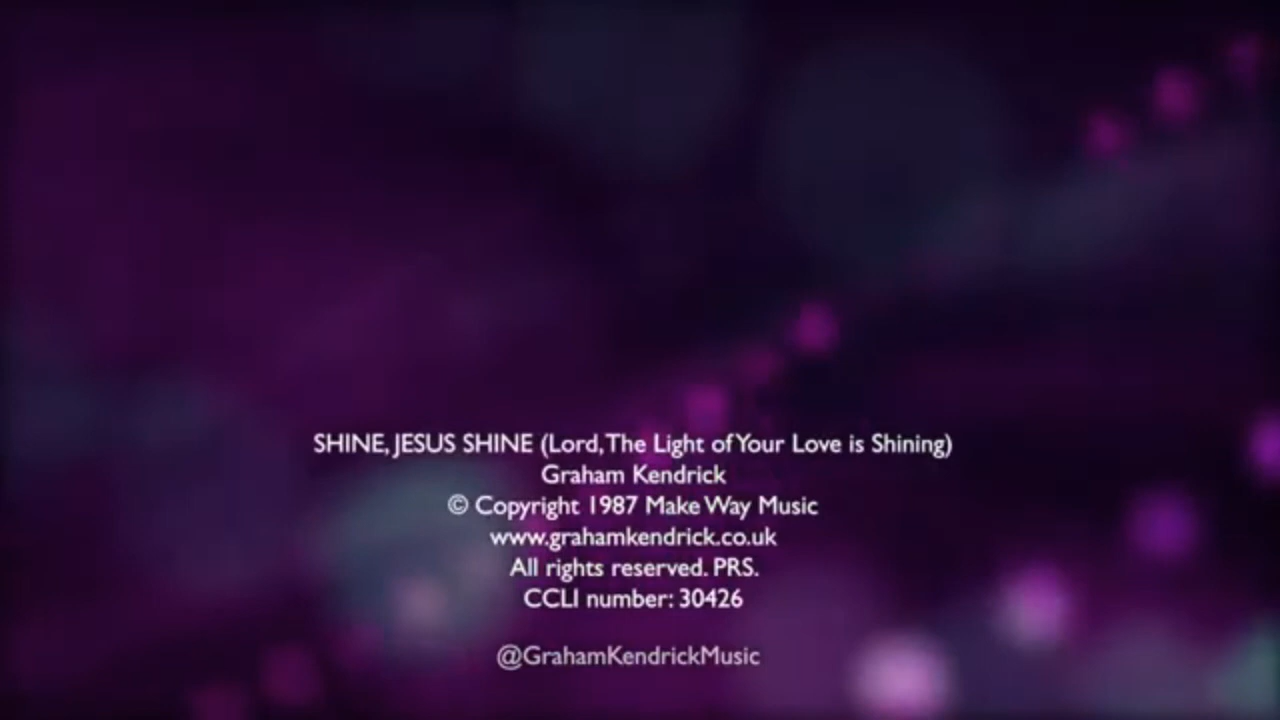 SHINE, JESUS SHINE (Lord, The Light of Your Love is Shining)
Graham Kendrick
© Copyright 1987 Make Way Music
www.grahamkendrick.co.uk
All rights reserved. PRS.
CCLI number: 30426
@GrahamKendrickMusic